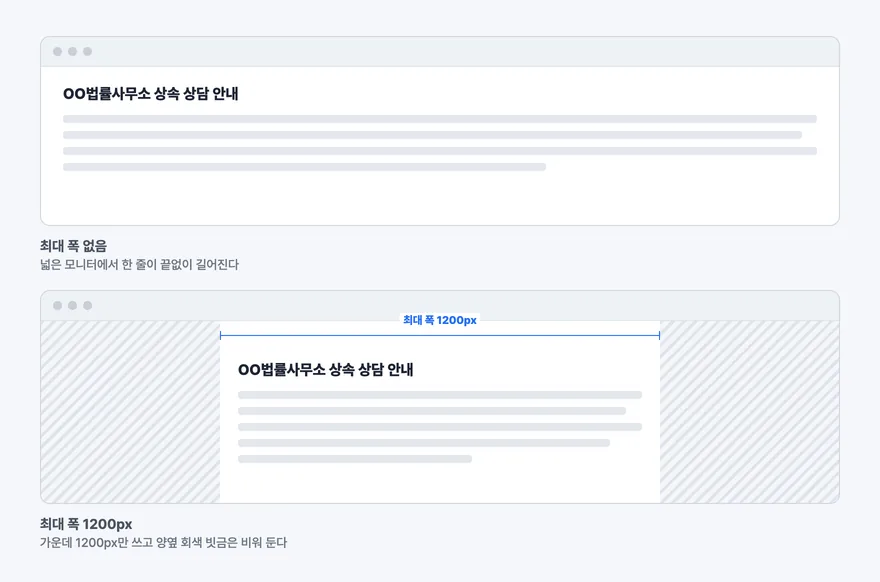 OO법률사무소 상속 상담 안내
최대 폭 없음
넓은 모니터에서 한 줄이 끝없이 길어진다
최대 폭 1200px
OO법률사무소 상속 상담 안내
최대 폭 1200px
가운데 1200px만 쓰고 양옆 회색 빗금은 비워 둔다